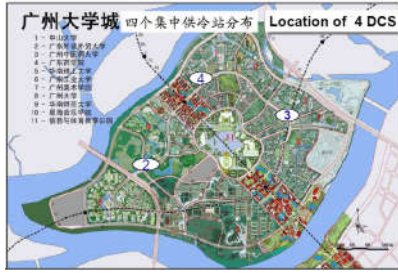 广州大学城 四个集中供冷站分布 Location of 4 DCS
1 - 中山大学
2 - 广东外语外贸大学
3 - 广州中医药大学
4 - 广东药学院
5 - 华南理工大学
6 - 广东工业大学
7 - 广州美术学院
8 - 广州大学
9 - 华南师范大学
10 - 星海音乐学院
4
3
2